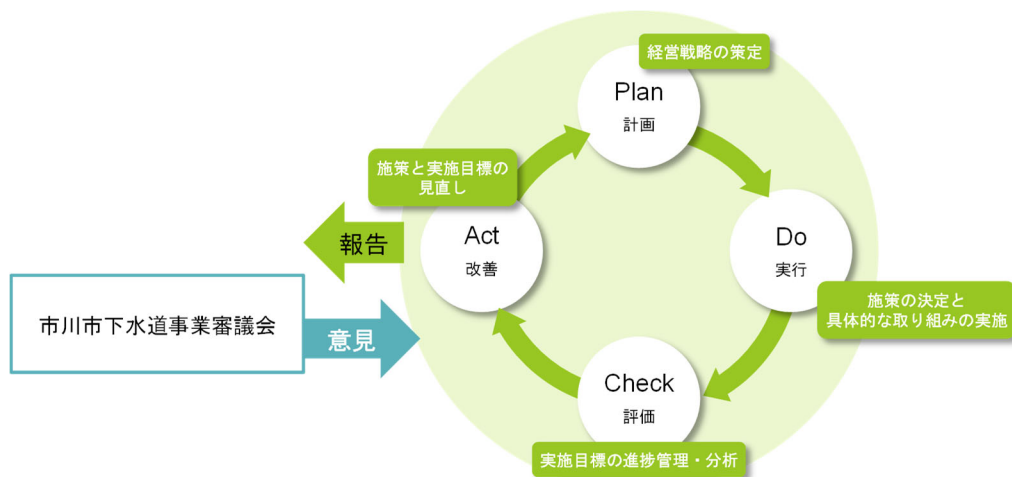 経営戦略の策定
Plan
計画
施策と実施目標の
見直し
Act
改善
Do
実行
施策の決定と
具体的な取り組みの実施
Check
評価
実施目標の進捗管理・分析
報告
市川市下水道事業審議会
意見